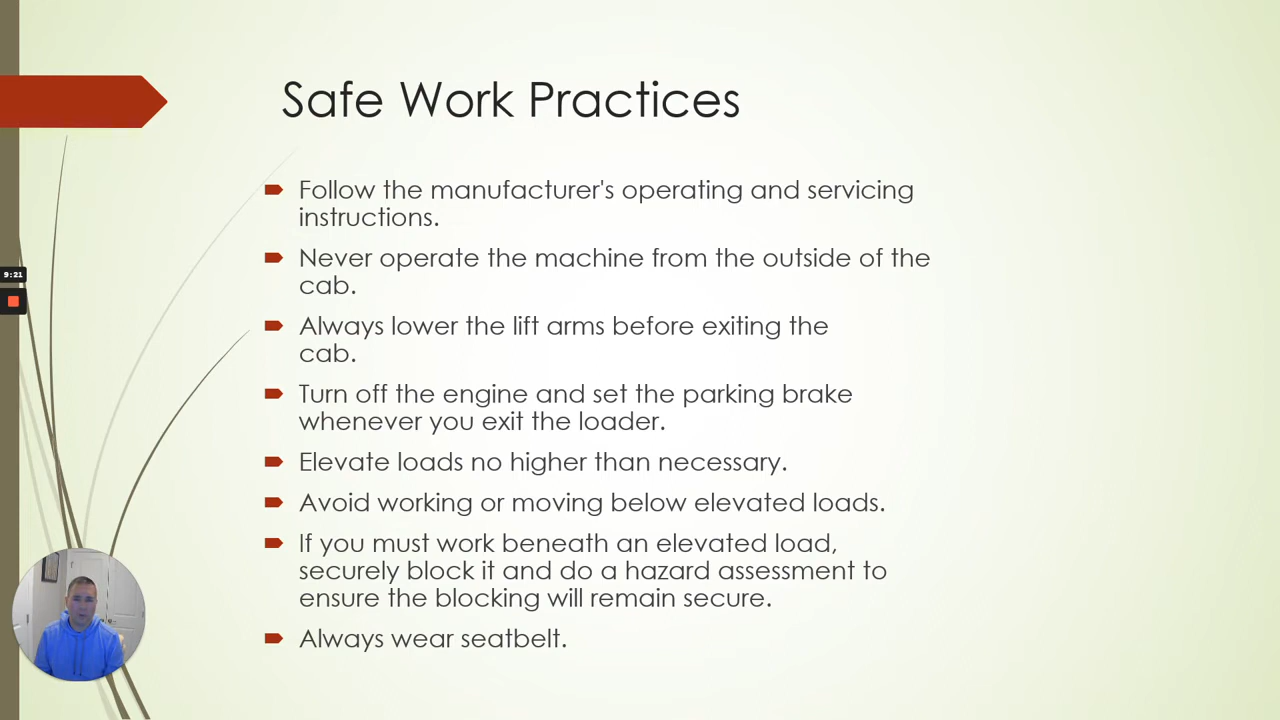 Safe Work Practices
Follow the manufacturer's operating and servicing
instructions.
Never operate the machine from the outside of the
cab.
Always lower the lift arms before exiting the
cab.
Turn off the engine and set the parking brake
whenever you exit the loader.
Elevate loads no higher than necessary.
Avoid working or moving below elevated loads.
If you must work beneath an elevated load,
securely block it and do a hazard assessment to
ensure the blocking will remain secure.
Always wear seatbelt.
9:21